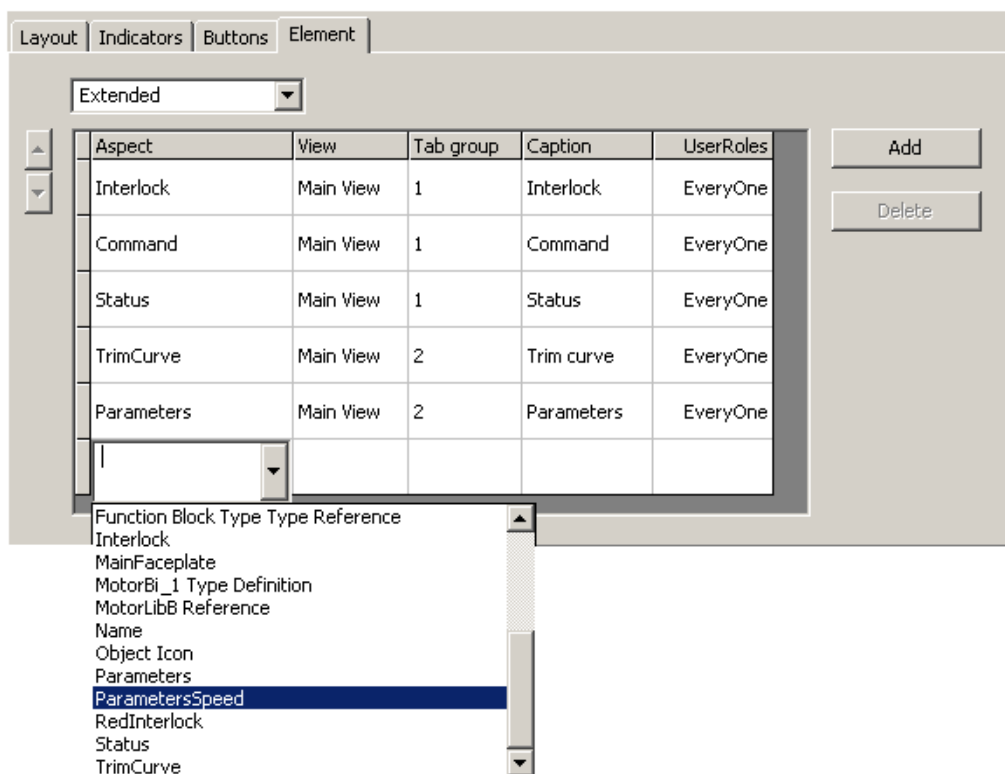 Layout Indicators Buttons Element
Extended
Aspect View Tab group Caption UserRoles Add
Interlock Main View 1 Interlock EveryOne
Delete
Command Main View 1 Command EveryOne
Status Main View 1 Status EveryOne
TrimCurve Main View 2 Trim curve EveryOne
Parameters Main View 2 Parameters EveryOne
Function Block Type Type Reference
Interlock
MainFaceplate
MotorBi_1 Type Definition
MotorLibB Reference
Name
Object Icon
Parameters
ParametersSpeed
RedInterlock
Status
TrimCurve